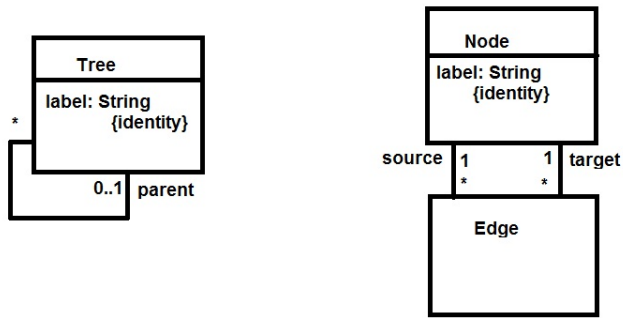 Tree
label: String
{identity}
*
0..1 parent
Node
label: String
{identity}
source 1 1 target
* *
Edge